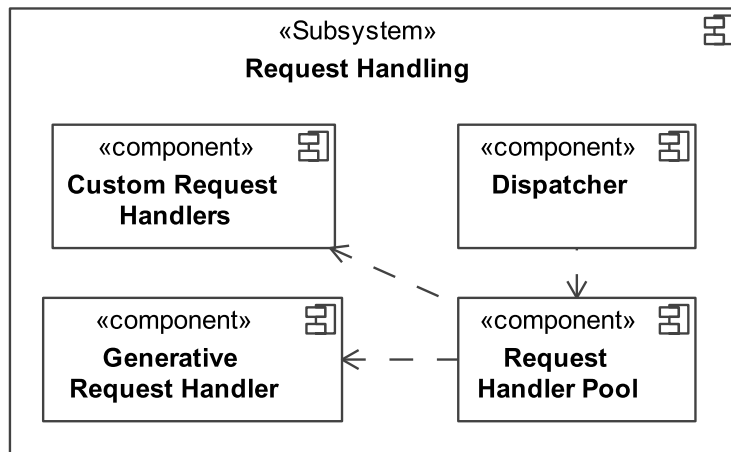 «Subsystem»
Request Handling
«component»
Custom Request
Handlers
«component»
Dispatcher
«component»
Generative
Request Handler
«component»
Request
Handler Pool